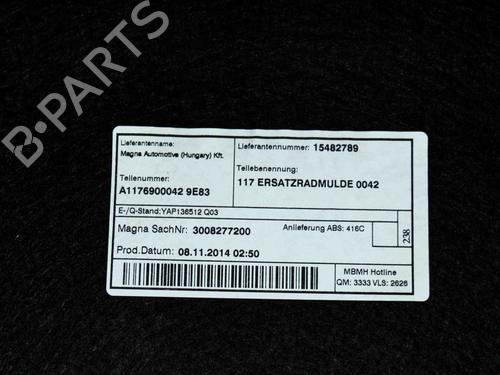 B-PARTS
Lieferantenname:
Magna Automotive (Hungary) Kft.
Lieferantennummer: 15482789
Teilenummer:
A1176900042 9E83
Teilebenennung:
117 ERSATZRADMULDE 0042
E-/Q-Stand:YAP136512 Q03
Magna SachNr: 3008277200
Anlieferung ABS: 416C
238
Prod.Datum: 08.11.2014 02:50
MBMH Hotline
QM: 3333 VLS: 2626